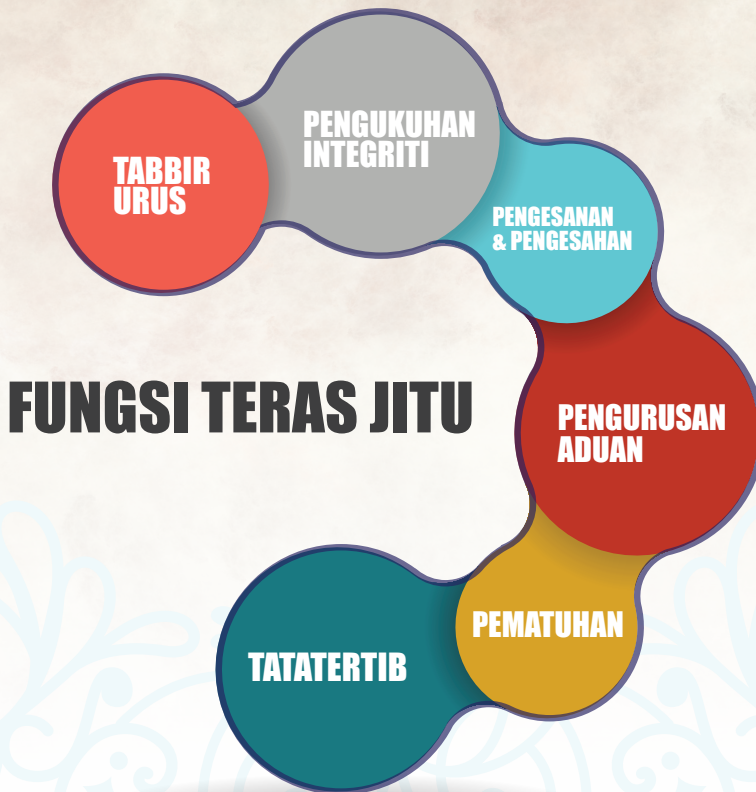 TABBIR
URUS
PENGUKUHAN
INTEGRITI
PENGESANAN
& PENGESAHAN
FUNGSI TERAS JITU
PENGURUSAN
ADUAN
PEMATUHAN
TATATERTIB